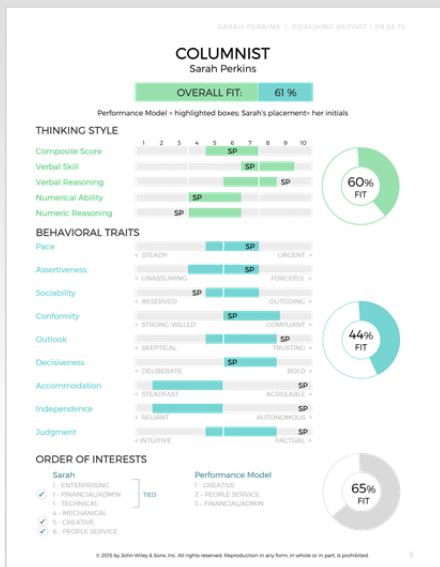 SARAH PERKINS | COACHING REPORT | 09.26.15
COLUMNIST
Sarah Perkins
OVERALL FIT: 61 %
Performance Model = highlighted boxes: Sarah's placement= her initials
THINKING STYLE
1 2 3 4 5 6 7 8 9 10
Composite Score SP
Verbal Skill SP
Verbal Reasoning SP
Numerical Ability SP
Numeric Reasoning SP
60%
FIT
BEHAVIORAL TRAITS
Pace SP
< STEADY URGENT >
Assertiveness SP
< UNASSUMING FORCEFUL >
Sociability SP
< RESERVED OUTGOING >
Conformity SP
< STRONG-WILLED COMPLIANT >
Outlook SP
< SKEPTICAL TRUSTING >
Decisiveness SP
< DELIBERATE BOLD >
Accommodation SP
< STEADFAST AGREEABLE >
Independence SP
< RELIANT AUTONOMOUS >
Judgment SP
< INTUITIVE FACTUAL >
44%
FIT
ORDER OF INTERESTS
Sarah
1 - ENTERPRISING
1 - FINANCIAL/ADMIN
1 - TECHNICAL
4 - MECHANICAL
5 - CREATIVE
6 - PEOPLE SERVICE
TIED
Performance Model
1 - CREATIVE
2 - PEOPLE SERVICE
3 - FINANCIAL/ADMIN
65%
FIT
© 2015 by John Wiley & Sons, Inc. All rights reserved. Reproduction in any form, in whole or in part, is prohibited.
3